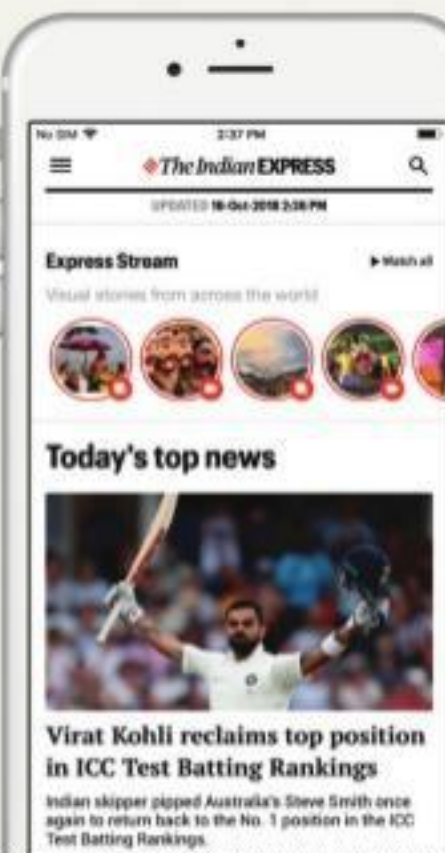 No SIM 2:37 PM
The Indian EXPRESS
UPDATED 16-Oct-2018 2:36 PM
Express Stream ▶ Watch all
Visual stories from across the world
Today's top news
Virat Kohli reclaims top position
in ICC Test Batting Rankings
Indian skipper pipped Australia's Steve Smith once
again to return back to the No. 1 position in the ICC
Test Batting Rankings.